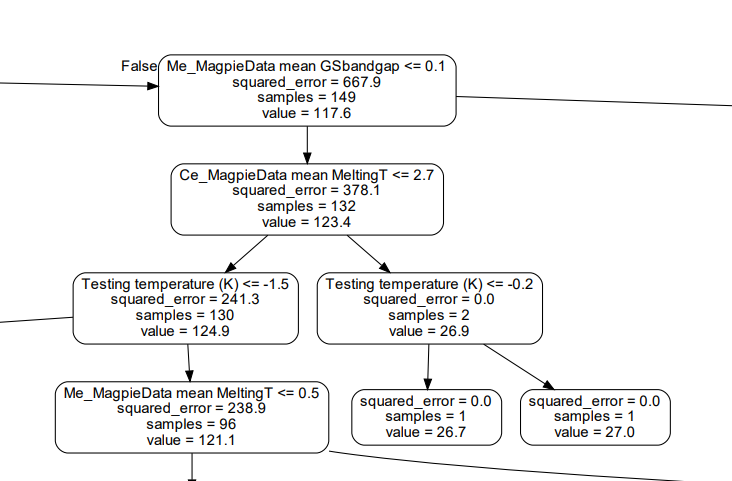 False
Me_MagpieData mean GSbandgap <= 0.1
squared_error = 667.9
samples = 149
value = 117.6
Ce_MagpieData mean MeltingT <= 2.7
squared_error = 378.1
samples = 132
value = 123.4
Testing temperature (K) <= -1.5
squared_error = 241.3
samples = 130
value = 124.9
Testing temperature (K) <= -0.2
squared_error = 0.0
samples = 2
value = 26.9
Me_MagpieData mean MeltingT <= 0.5
squared_error = 238.9
samples = 96
value = 121.1
squared_error = 0.0
samples = 1
value = 26.7
squared_error = 0.0
samples = 1
value = 27.0